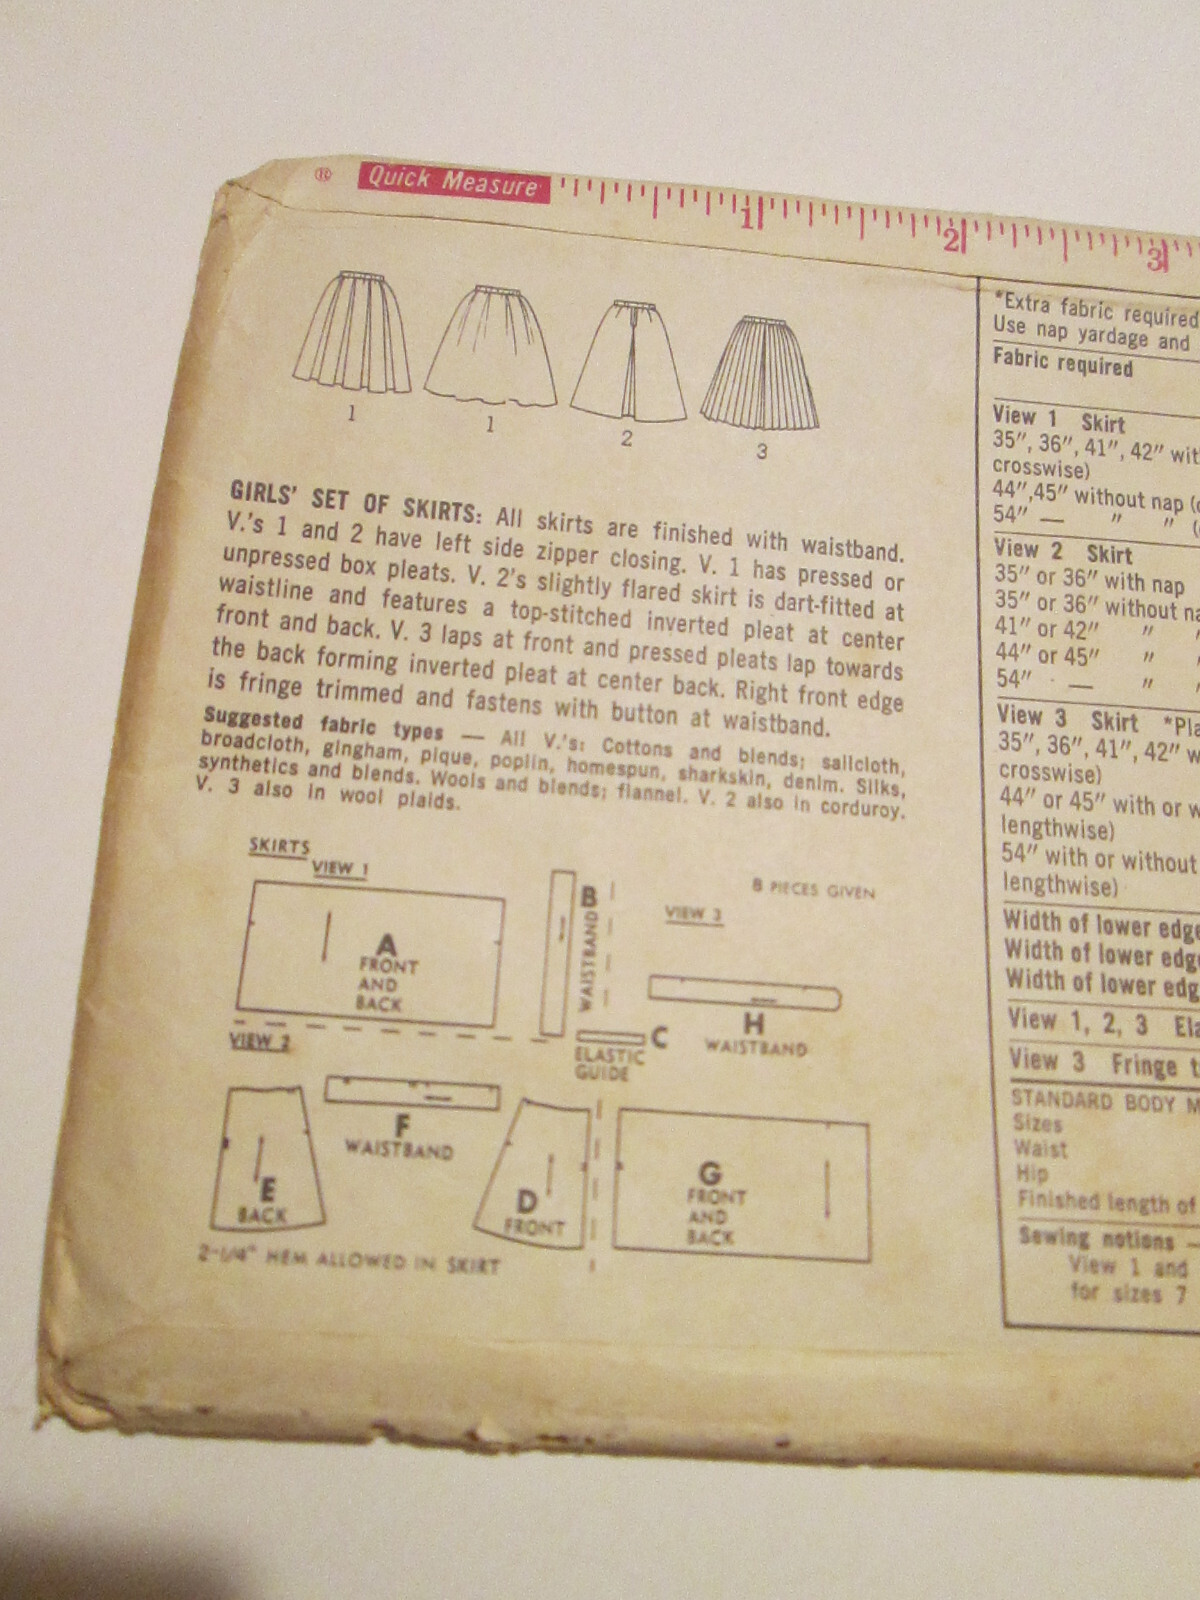 ® Quick Measure 1 2 3
1 1 2 3
GIRLS' SET OF SKIRTS: All skirts are finished with waistband.
V.'s 1 and 2 have left side zipper closing. V. 1 has pressed or
unpressed box pleats. V. 2's slightly flared skirt is dart-fitted at
waistline and features a top-stitched inverted pleat at center
front and back. V. 3 laps at front and pressed pleats lap towards
the back forming inverted pleat at center back. Right front edge
is fringe trimmed and fastens with button at waistband.
Suggested fabric types — All V.'s: Cottons and blends; sailcloth,
broadcloth, gingham, pique, poplin, homespun, sharkskin, denim. Silks,
synthetics and blends. Wools and blends; flannel. V. 2 also in corduroy.
V. 3 also in wool plaids.
SKIRTS
VIEW 1
8 PIECES GIVEN
A
FRONT
AND
BACK
B
WAISTBAND
C
ELASTIC
GUIDE
VIEW 3
H
WAISTBAND
VIEW 2
E
BACK
F
WAISTBAND
D
FRONT
G
FRONT
AND
BACK
2-1/4" HEM ALLOWED IN SKIRT
*Extra fabric required
Use nap yardage and
Fabric required
View 1 Skirt
35", 36", 41", 42" wit
crosswise)
44",45" without nap (
54" — " " (
View 2 Skirt
35" or 36" with nap
35" or 36" without na
41" or 42" " "
44" or 45" " "
54" — " "
View 3 Skirt *Pla
35", 36", 41", 42" w
crosswise)
44" or 45" with or w
lengthwise)
54" with or without
lengthwise)
Width of lower edge
Width of lower edg
Width of lower edg
View 1, 2, 3 Ela
View 3 Fringe t
STANDARD BODY M
Sizes
Waist
Hip
Finished length of
Sewing notions —
View 1 and
for sizes 7